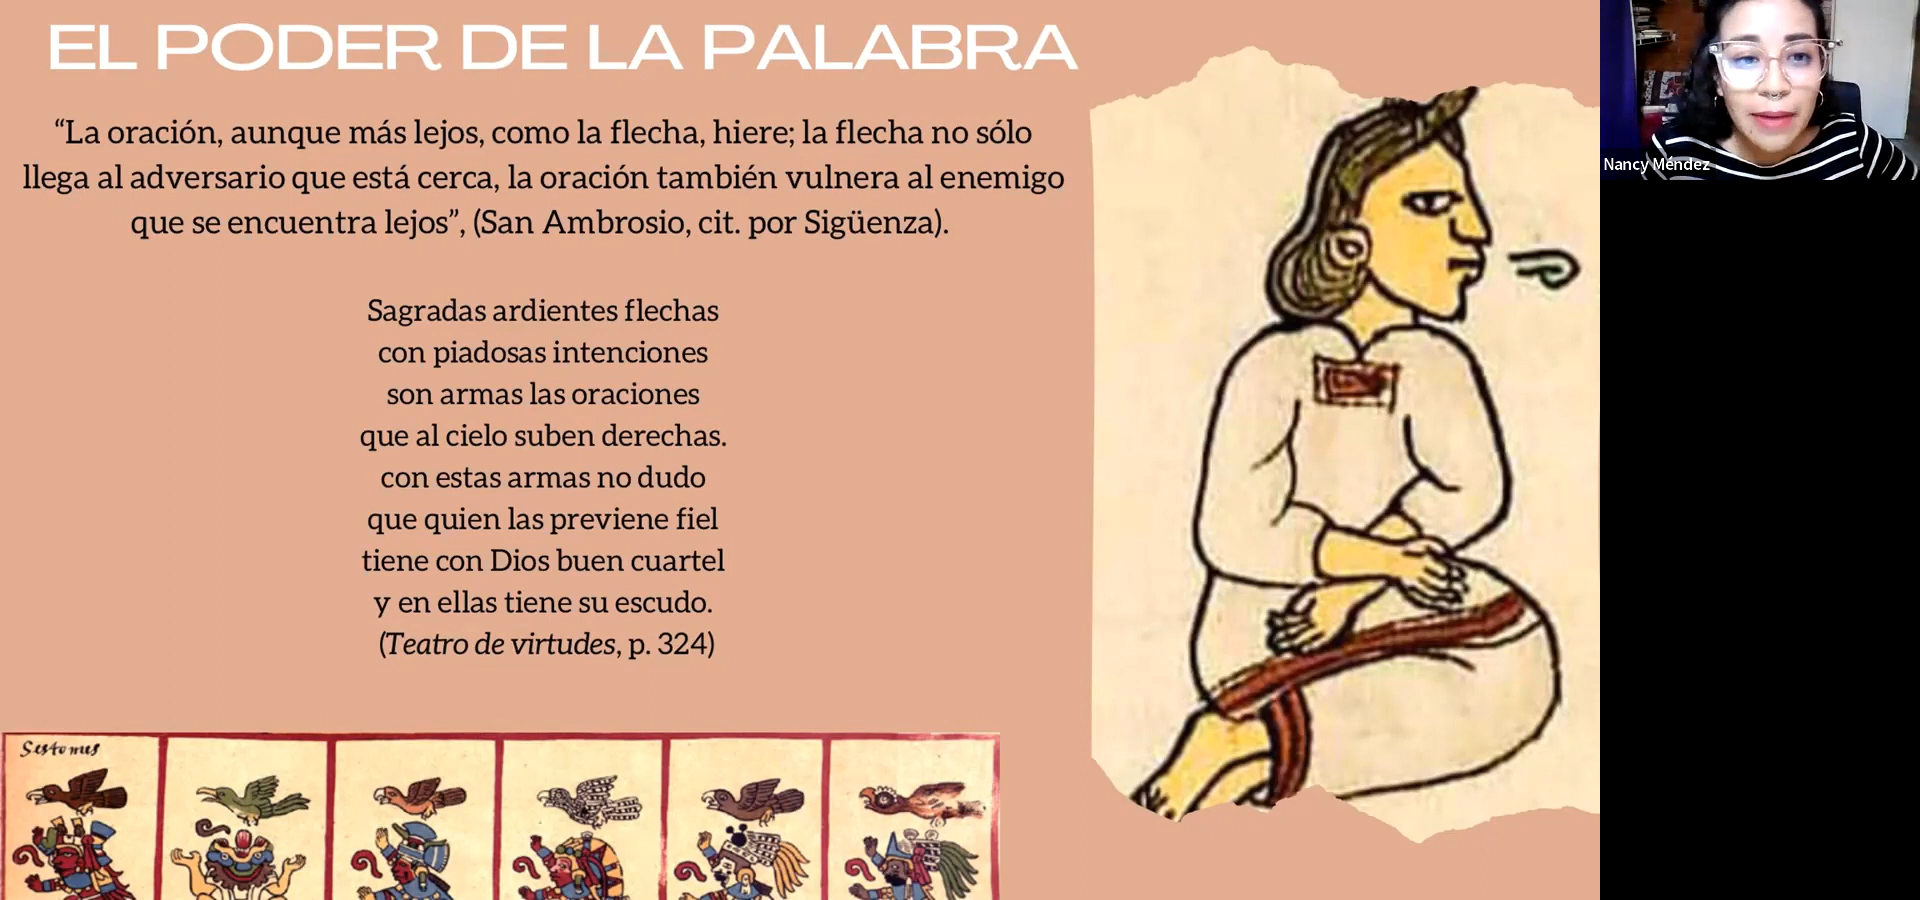 EL PODER DE LA PALABRA
“La oración, aunque más lejos, como la flecha, hiere; la flecha no sólo
llega al adversario que está cerca, la oración también vulnera al enemigo
que se encuentra lejos”, (San Ambrosio, cit. por Sigüenza).
Sagradas ardientes flechas
con piadosas intenciones
son armas las oraciones
que al cielo suben derechas.
con estas armas no dudo
que quien las previene fiel
tiene con Dios buen cuartel
y en ellas tiene su escudo.
(Teatro de virtudes, p. 324)
Nancy Méndez